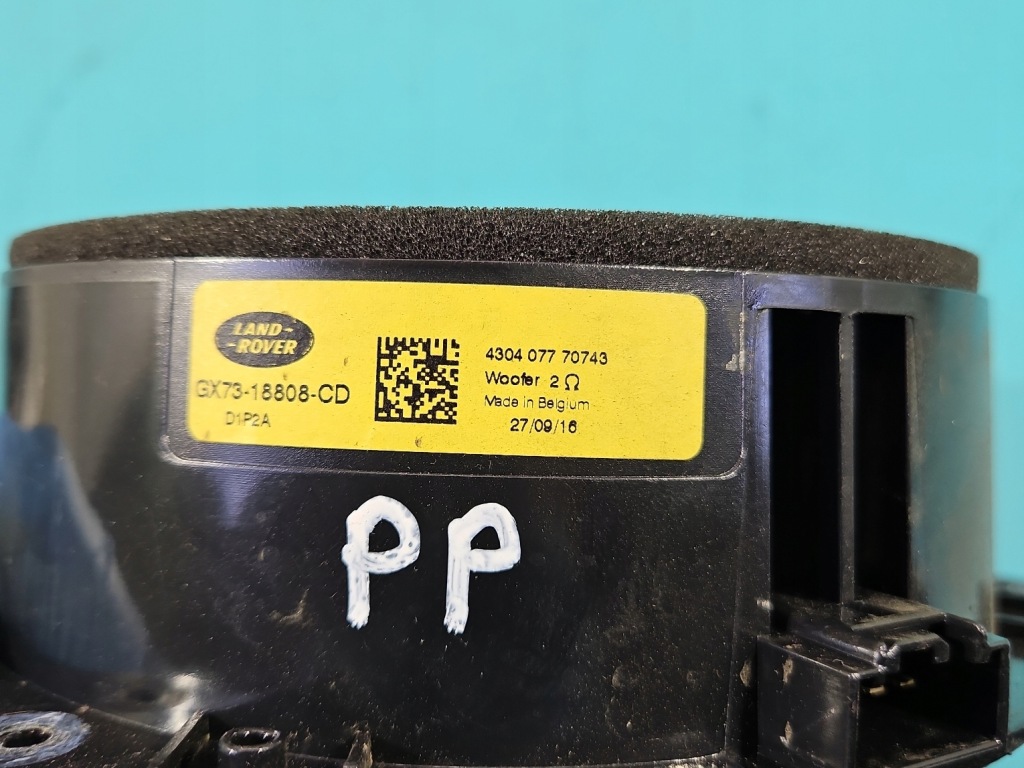 LAND-
-ROVER
GX73-18808-CD
D1P2A
4304 077 70743
Woofer 2 Ω
Made in Belgium
27/09/16
PP